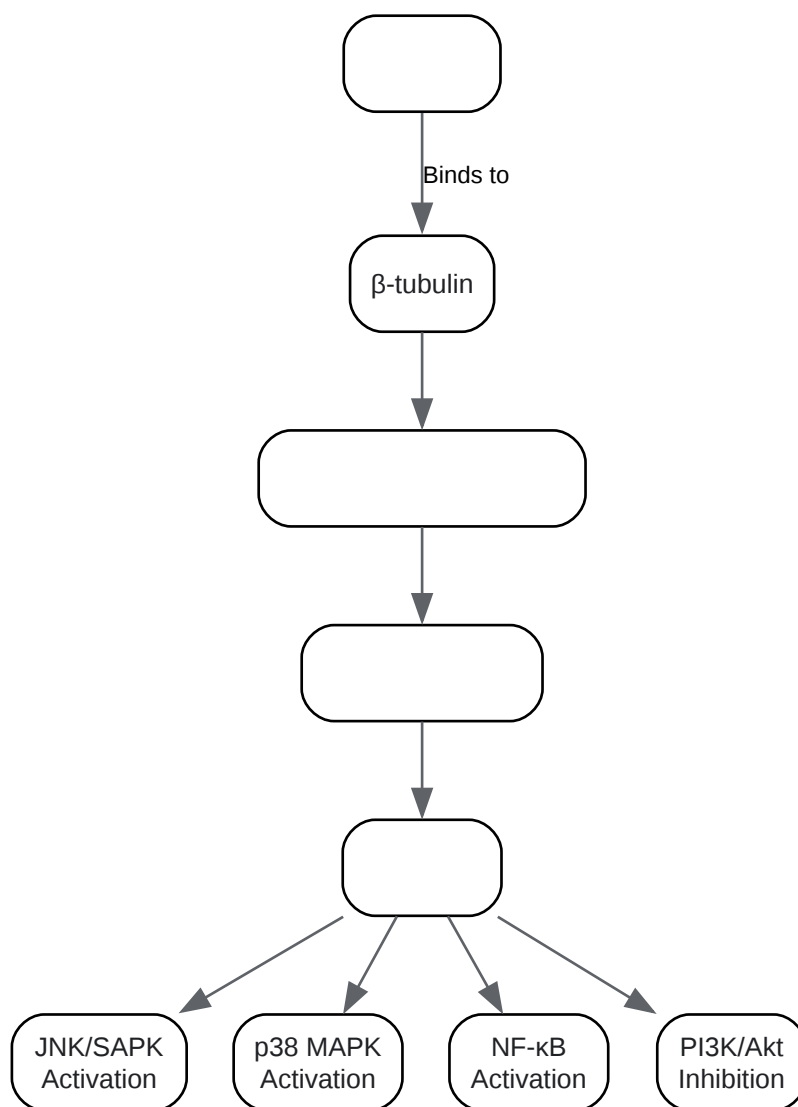 Binds to
β-tubulin
JNK/SAPK
Activation
p38 MAPK
Activation
NF-κB
Activation
PI3K/Akt
Inhibition